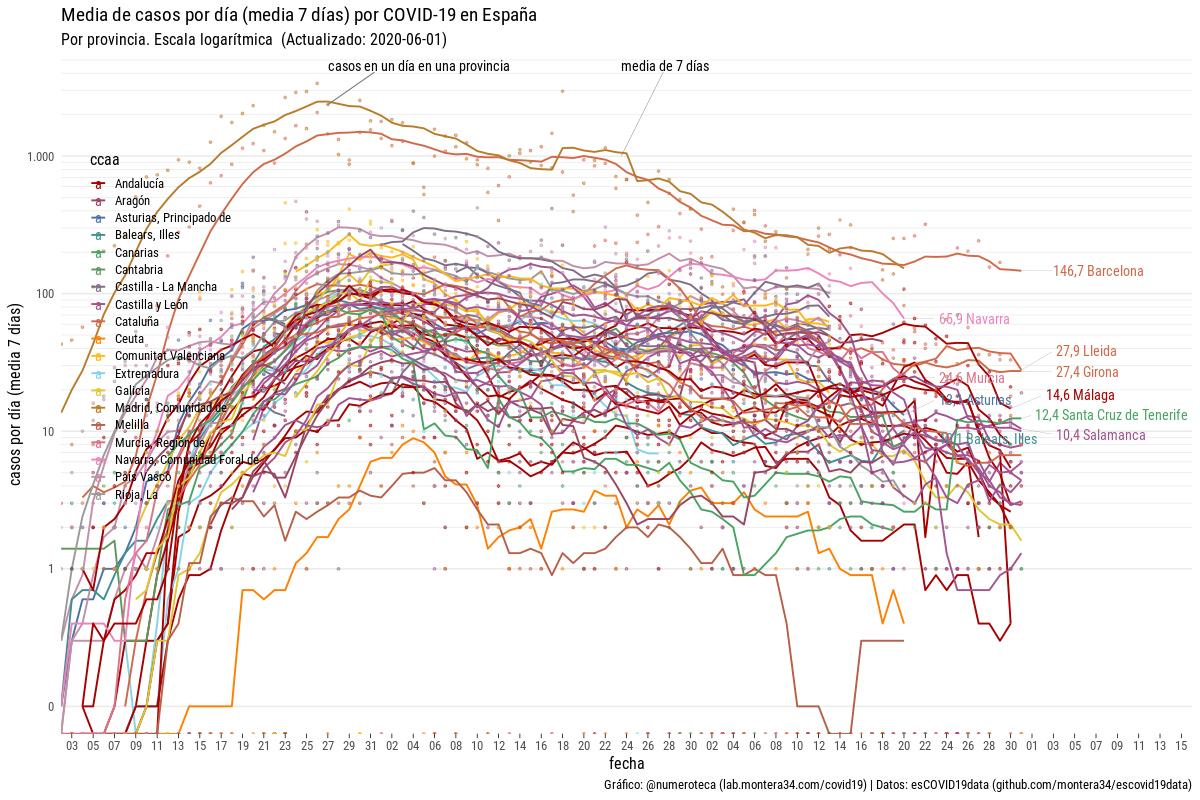 Media de casos por día (media 7 días) por COVID-19 en España
Por provincia. Escala logarítmica (Actualizado: 2020-06-01)
casos en un día en una provincia
media de 7 días
casos por día (media 7 días)
1.000
100
10
1
0
ccaa
Andalucía
Aragón
Asturias, Principado de
Balears, Illes
Canarias
Cantabria
Castilla - La Mancha
Castilla y León
Cataluña
Ceuta
Comunitat Valenciana
Extremadura
Galicia
Madrid, Comunidad de
Melilla
Murcia, Región de
Navarra, Comunidad Foral de
País Vasco
Rioja, La
146,7 Barcelona
66,9 Navarra
27,9 Lleida
27,4 Girona
24,6 Murcia
14,6 Málaga
Asturias
12,4 Santa Cruz de Tenerife
10,4 Salamanca
Balears, Illes
03 05 07 09 11 13 15 17 19 21 23 25 27 29 31 02 04 06 08 10 12 14 16 18 20 22 24 26 28 30 02 04 06 08 10 12 14 16 18 20 22 24 26 28 30 01 03 05 07 09 11 13 15
fecha
Gráfico: @numeroteca (lab.montera34.com/covid19) | Datos: esCOVID19data (github.com/montera34/escovid19data)